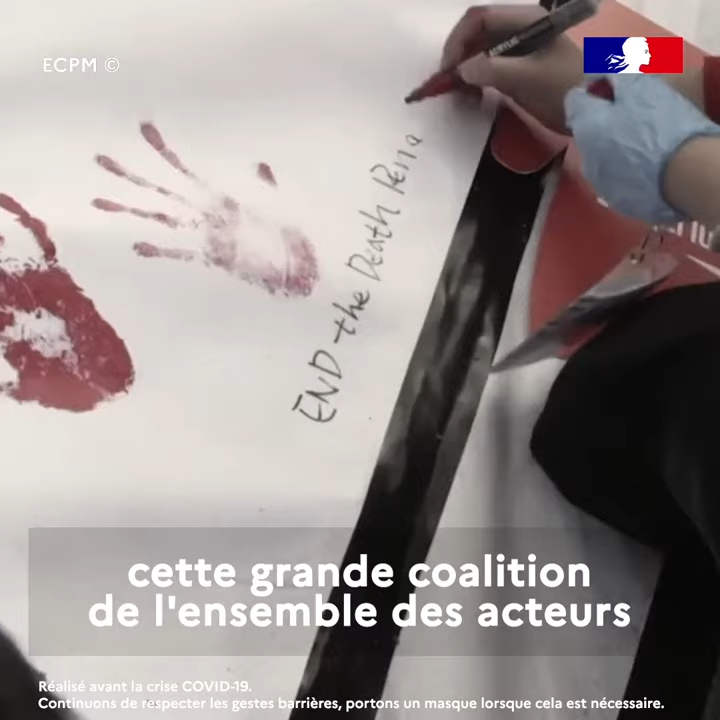 ECPM ©
END the Death Pena
cette grande coalition
de l'ensemble des acteurs
Réalisé avant la crise COVID-19.
Continuons de respecter les gestes barrières, portons un masque lorsque cela est nécessaire.